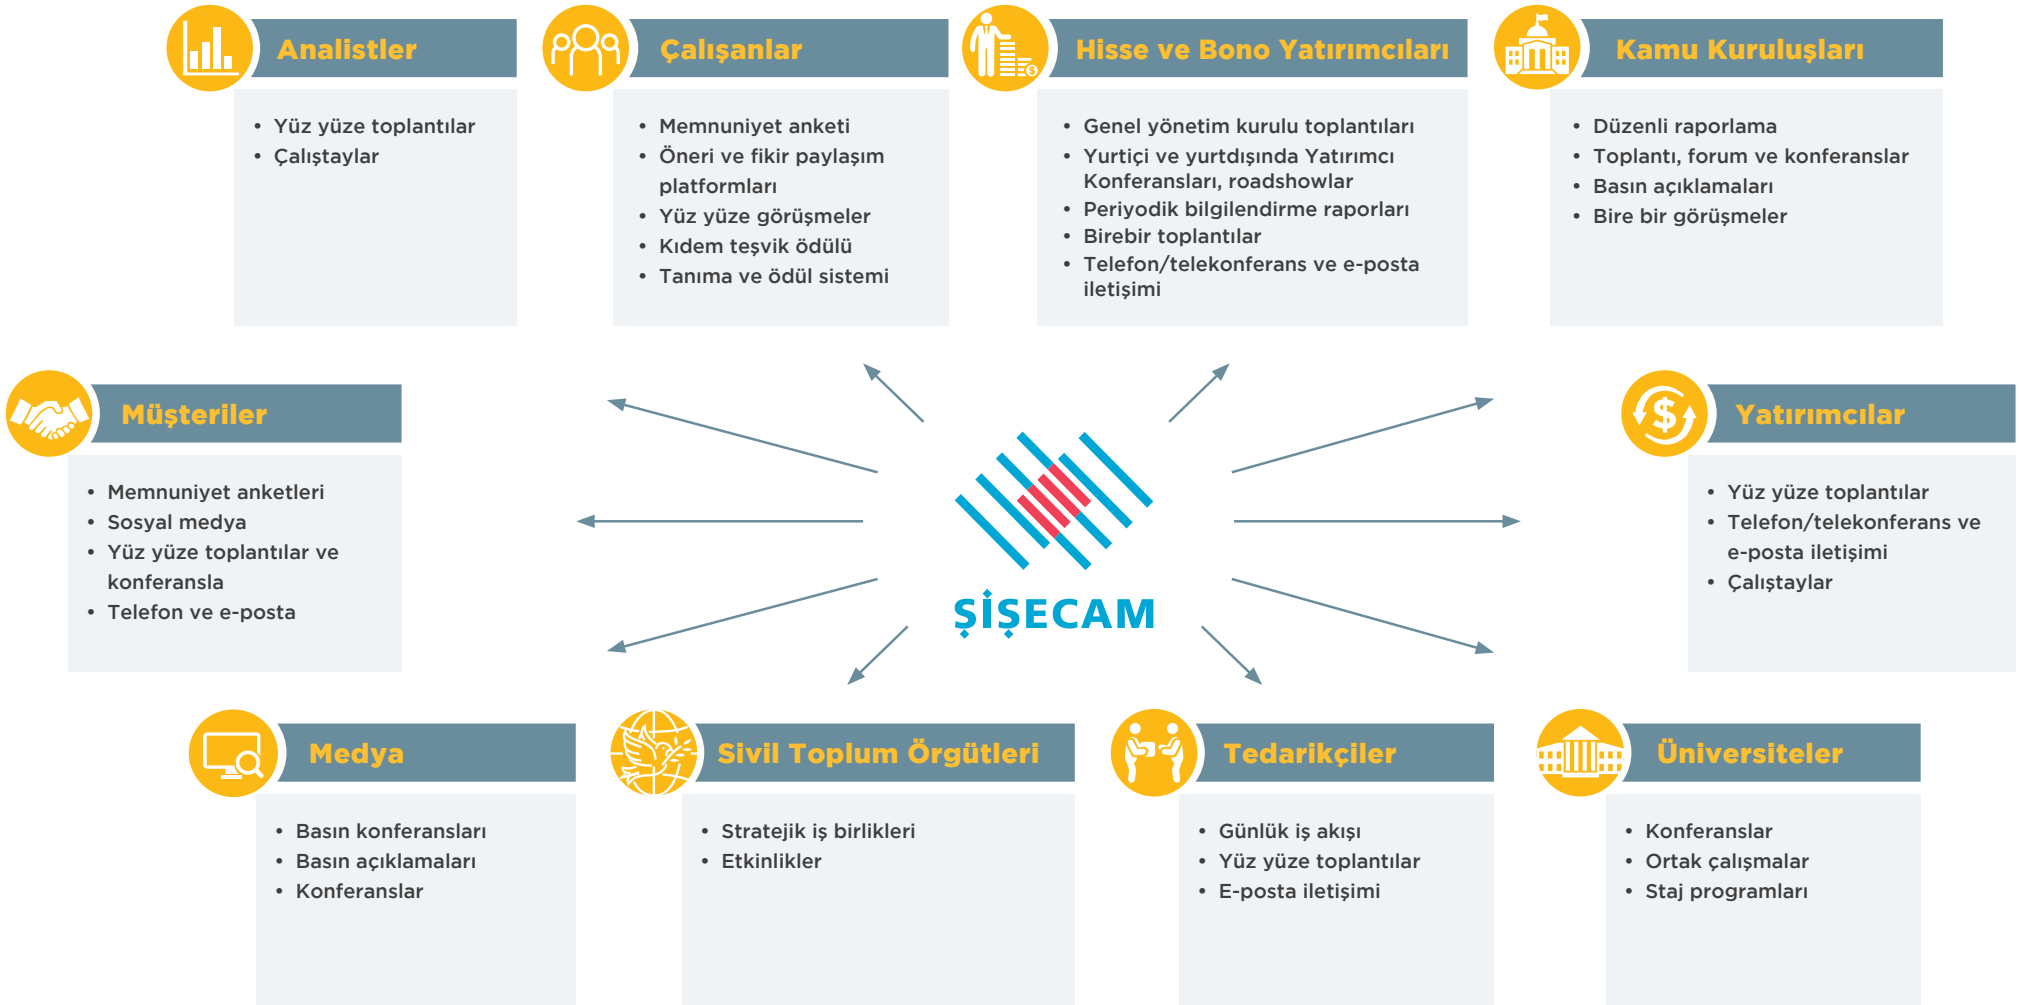 Analistler
• Yüz yüze toplantılar
• Çalıştaylar
Çalışanlar
• Memnuniyet anketi
• Öneri ve fikir paylaşım
platformları
• Yüz yüze görüşmeler
• Kıdem teşvik ödülü
• Tanıma ve ödül sistemi
Hisse ve Bono Yatırımcıları
• Genel yönetim kurulu toplantıları
• Yurtiçi ve yurtdışında Yatırımcı
Konferansları, roadshowlar
• Periyodik bilgilendirme raporları
• Birebir toplantılar
• Telefon/telekonferans ve e-posta
iletişimi
Kamu Kuruluşları
• Düzenli raporlama
• Toplantı, forum ve konferanslar
• Basın açıklamaları
• Bire bir görüşmeler
Müşteriler
• Memnuniyet anketleri
• Sosyal medya
• Yüz yüze toplantılar ve
konferansla
• Telefon ve e-posta
ŞİŞECAM
Yatırımcılar
• Yüz yüze toplantılar
• Telefon/telekonferans ve
e-posta iletişimi
• Çalıştaylar
Medya
• Basın konferansları
• Basın açıklamaları
• Konferanslar
Sivil Toplum Örgütleri
• Stratejik iş birlikleri
• Etkinlikler
Tedarikçiler
• Günlük iş akışı
• Yüz yüze toplantılar
• E-posta iletişimi
Üniversiteler
• Konferanslar
• Ortak çalışmalar
• Staj programları